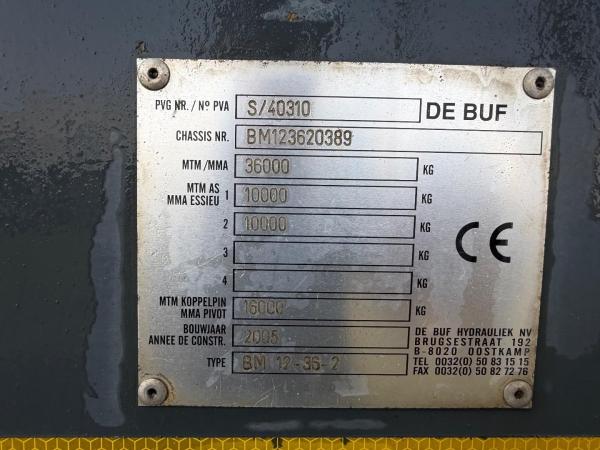 PVG NR. / Nº PVA S/40310 DE BUF
CHASSIS NR. BM123620389
MTM /MMA 36000 KG
MTM AS
MMA ESSIEU 1 10000 KG
2 10000 KG
3 KG
4 KG
MTM KOPPELPIN
MMA PIVOT 16000 KG
BOUWJAAR
ANNEE DE CONSTR. 2005
TYPE BM 12-36-2
CE
DE BUF HYDRAULIEK NV
BRUGSESTRAAT 192
B-8020 OOSTKAMP
TEL 0032(0) 50 83 15 15
FAX 0032(0) 50 82 72 76